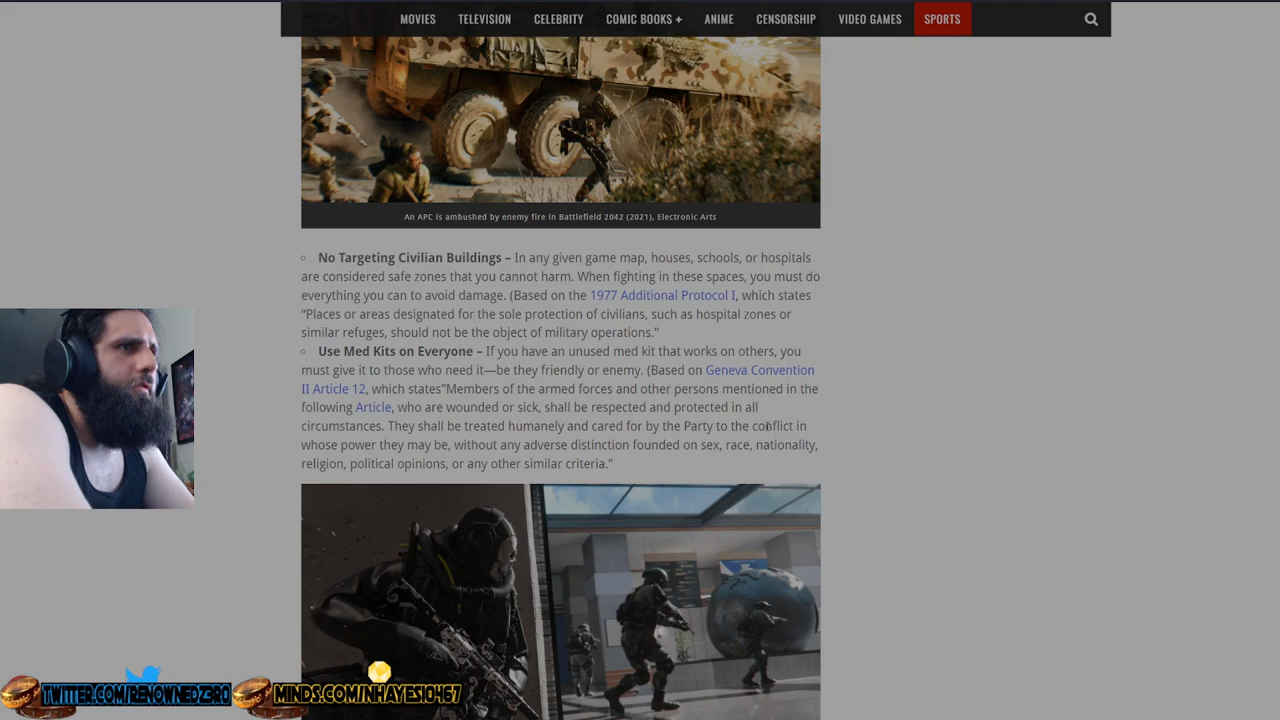 MOVIES TELEVISION CELEBRITY COMIC BOOKS + ANIME CENSORSHIP VIDEO GAMES SPORTS
An APC is ambushed by enemy fire in Battlefield 2042 (2021), Electronic Arts
No Targeting Civilian Buildings – In any given game map, houses, schools, or hospitals
are considered safe zones that you cannot harm. When fighting in these spaces, you must do
everything you can to avoid damage. (Based on the 1977 Additional Protocol I, which states
“Places or areas designated for the sole protection of civilians, such as hospital zones or
similar refuges, should not be the object of military operations.”
Use Med Kits on Everyone – If you have an unused med kit that works on others, you
must give it to those who need it—be they friendly or enemy. (Based on Geneva Convention
II Article 12, which states”Members of the armed forces and other persons mentioned in the
following Article, who are wounded or sick, shall be respected and protected in all
circumstances. They shall be treated humanely and cared for by the Party to the conflict in
whose power they may be, without any adverse distinction founded on sex, race, nationality,
religion, political opinions, or any other similar criteria.”
TWITTER.COM/RENOWNEDZ3R0 MINDS.COM/NHAYES10467